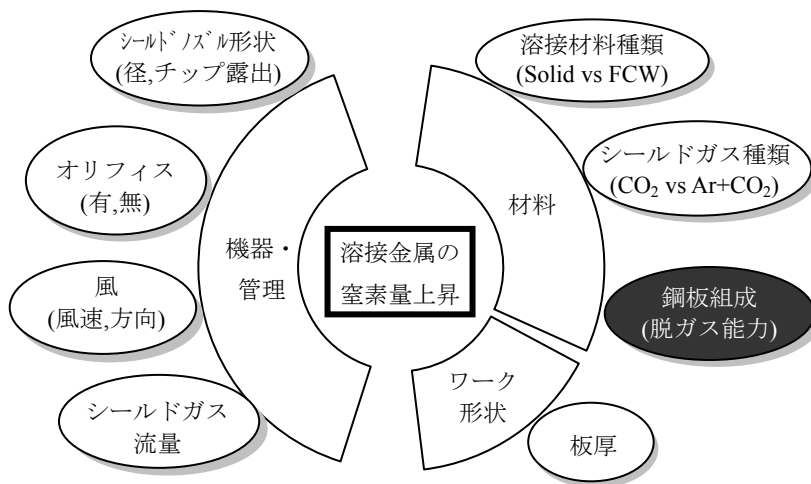 シールドノズル形状
(径,チップ露出)
オリフィス
(有,無)
風
(風速,方向)
シールドガス
流量
機器・
管理
溶接金属の
窒素量上昇
溶接材料種類
(Solid vs FCW)
シールドガス種類
(CO₂ vs Ar+CO₂)
材料
鋼板組成
(脱ガス能力)
ワーク
形状
板厚